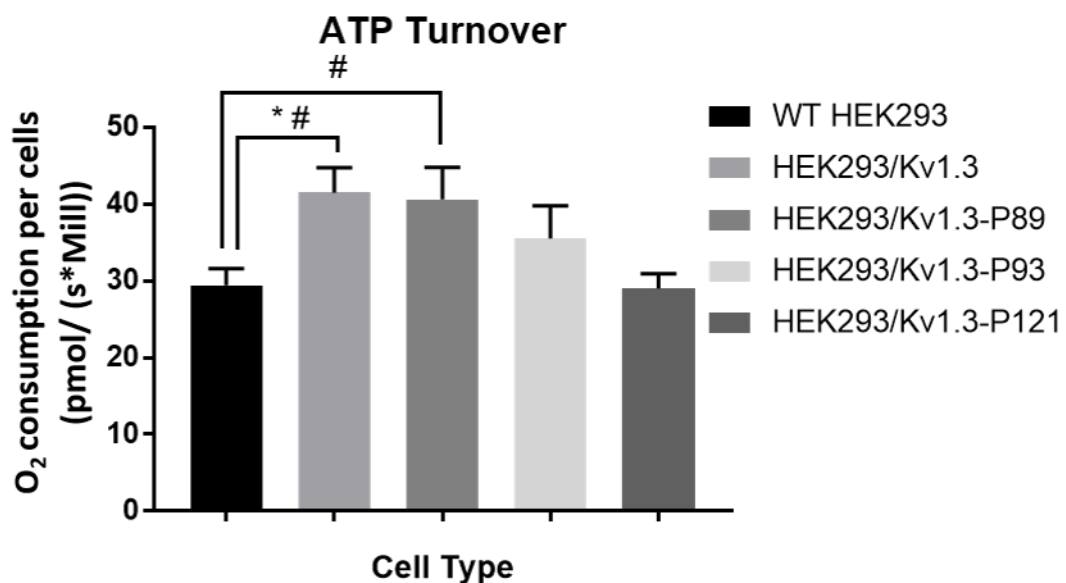 ATP Turnover
#
* #
O₂ consumption per cells
(pmol/ (s*Mill))
50
40
30
20
10
0
Cell Type
WT HEK293
HEK293/Kv1.3
HEK293/Kv1.3-P89
HEK293/Kv1.3-P93
HEK293/Kv1.3-P121